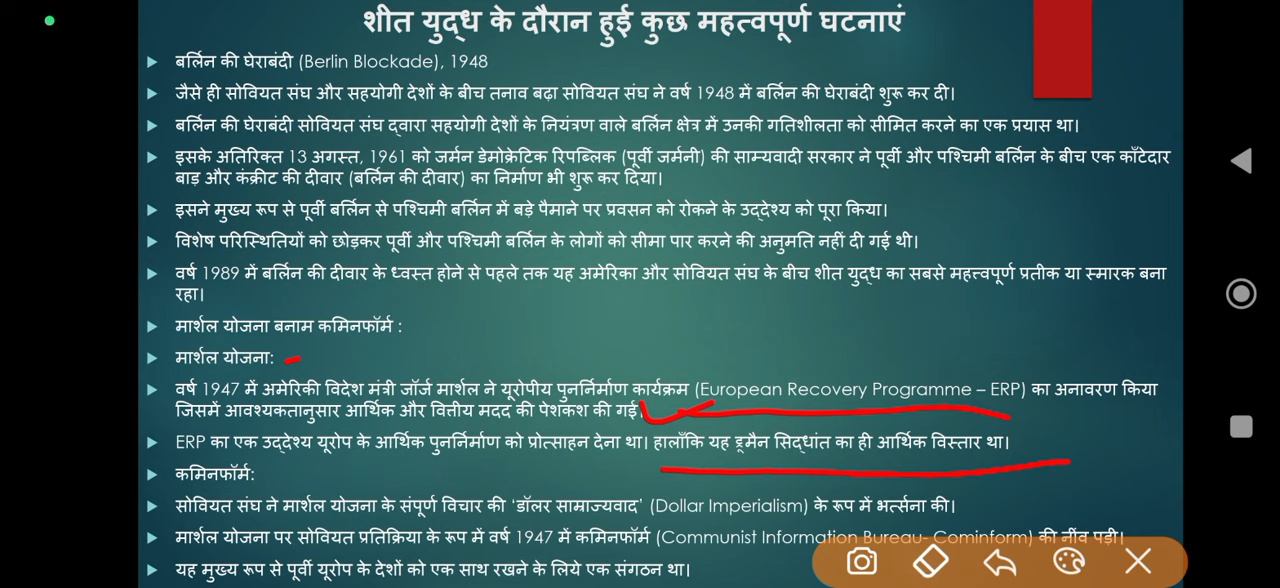 शीत युद्ध के दौरान हुई कुछ महत्वपूर्ण घटनाएं
बर्लिन की घेराबंदी (Berlin Blockade), 1948
जैसे ही सोवियत संघ और सहयोगी देशों के बीच तनाव बढ़ा सोवियत संघ ने वर्ष 1948 में बर्लिन की घेराबंदी शुरू कर दी।
बर्लिन की घेराबंदी सोवियत संघ द्वारा सहयोगी देशों के नियंत्रण वाले बर्लिन क्षेत्र में उनकी गतिशीलता को सीमित करने का एक प्रयास था।
इसके अतिरिक्त 13 अगस्त, 1961 को जर्मन डेमोक्रेटिक रिपब्लिक (पूर्वी जर्मनी) की साम्यवादी सरकार ने पूर्वी और पश्चिमी बर्लिन के बीच एक काँटेदार
बाड़ और कंक्रीट की दीवार (बर्लिन की दीवार) का निर्माण भी शुरू कर दिया।
इसने मुख्य रूप से पूर्वी बर्लिन से पश्चिमी बर्लिन में बड़े पैमाने पर प्रवसन को रोकने के उद्देश्य को पूरा किया।
विशेष परिस्थितियों को छोड़कर पूर्वी और पश्चिमी बर्लिन के लोगों को सीमा पार करने की अनुमति नहीं दी गई थी।
वर्ष 1989 में बर्लिन की दीवार के ध्वस्त होने से पहले तक यह अमेरिका और सोवियत संघ के बीच शीत युद्ध का सबसे महत्त्वपूर्ण प्रतीक या स्मारक बना
रहा।
मार्शल योजना बनाम कमिनफॉर्म :
मार्शल योजना:
वर्ष 1947 में अमेरिकी विदेश मंत्री जॉर्ज मार्शल ने यूरोपीय पुनर्निर्माण कार्यक्रम (European Recovery Programme – ERP) का अनावरण किया
जिसमें आवश्यकतानुसार आर्थिक और वित्तीय मदद की पेशकश की गई।
ERP का एक उद्देश्य यूरोप के आर्थिक पुनर्निर्माण को प्रोत्साहन देना था। हालाँकि यह ट्रूमैन सिद्धांत का ही आर्थिक विस्तार था।
कमिनफॉर्म:
सोवियत संघ ने मार्शल योजना के संपूर्ण विचार की 'डॉलर साम्राज्यवाद' (Dollar Imperialism) के रूप में भर्त्सना की।
मार्शल योजना पर सोवियत प्रतिक्रिया के रूप में वर्ष 1947 में कमिनफॉर्म (Communist Information Bureau- Cominform) की नींव पड़ी।
यह मुख्य रूप से पूर्वी यूरोप के देशों को एक साथ रखने के लिये एक संगठन था।